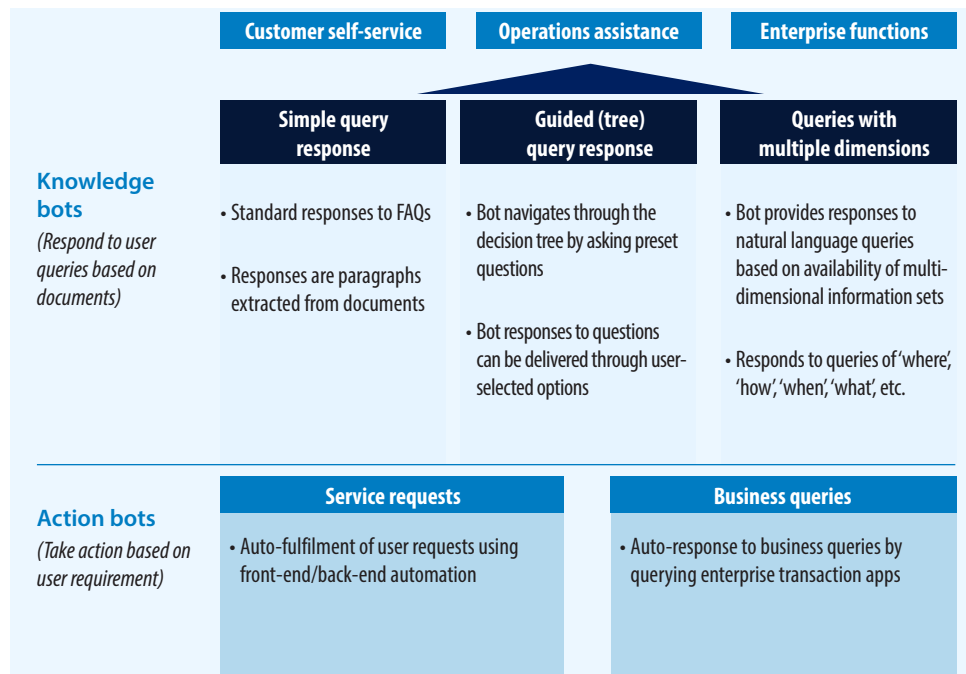 Customer self-service
Operations assistance
Enterprise functions
Simple query
response
Guided (tree)
query response
Queries with
multiple dimensions
Knowledge
bots
(Respond to user
queries based on
documents)
• Standard responses to FAQs
• Responses are paragraphs
extracted from documents
• Bot navigates through the
decision tree by asking preset
questions
• Bot responses to questions
can be delivered through user-
selected options
• Bot provides responses to
natural language queries
based on availability of multi-
dimensional information sets
• Responds to queries of ‘where’,
‘how’, ‘when’, ‘what’, etc.
Action bots
(Take action based on
user requirement)
Service requests
• Auto-fulfilment of user requests using
front-end/back-end automation
Business queries
• Auto-response to business queries by
querying enterprise transaction apps